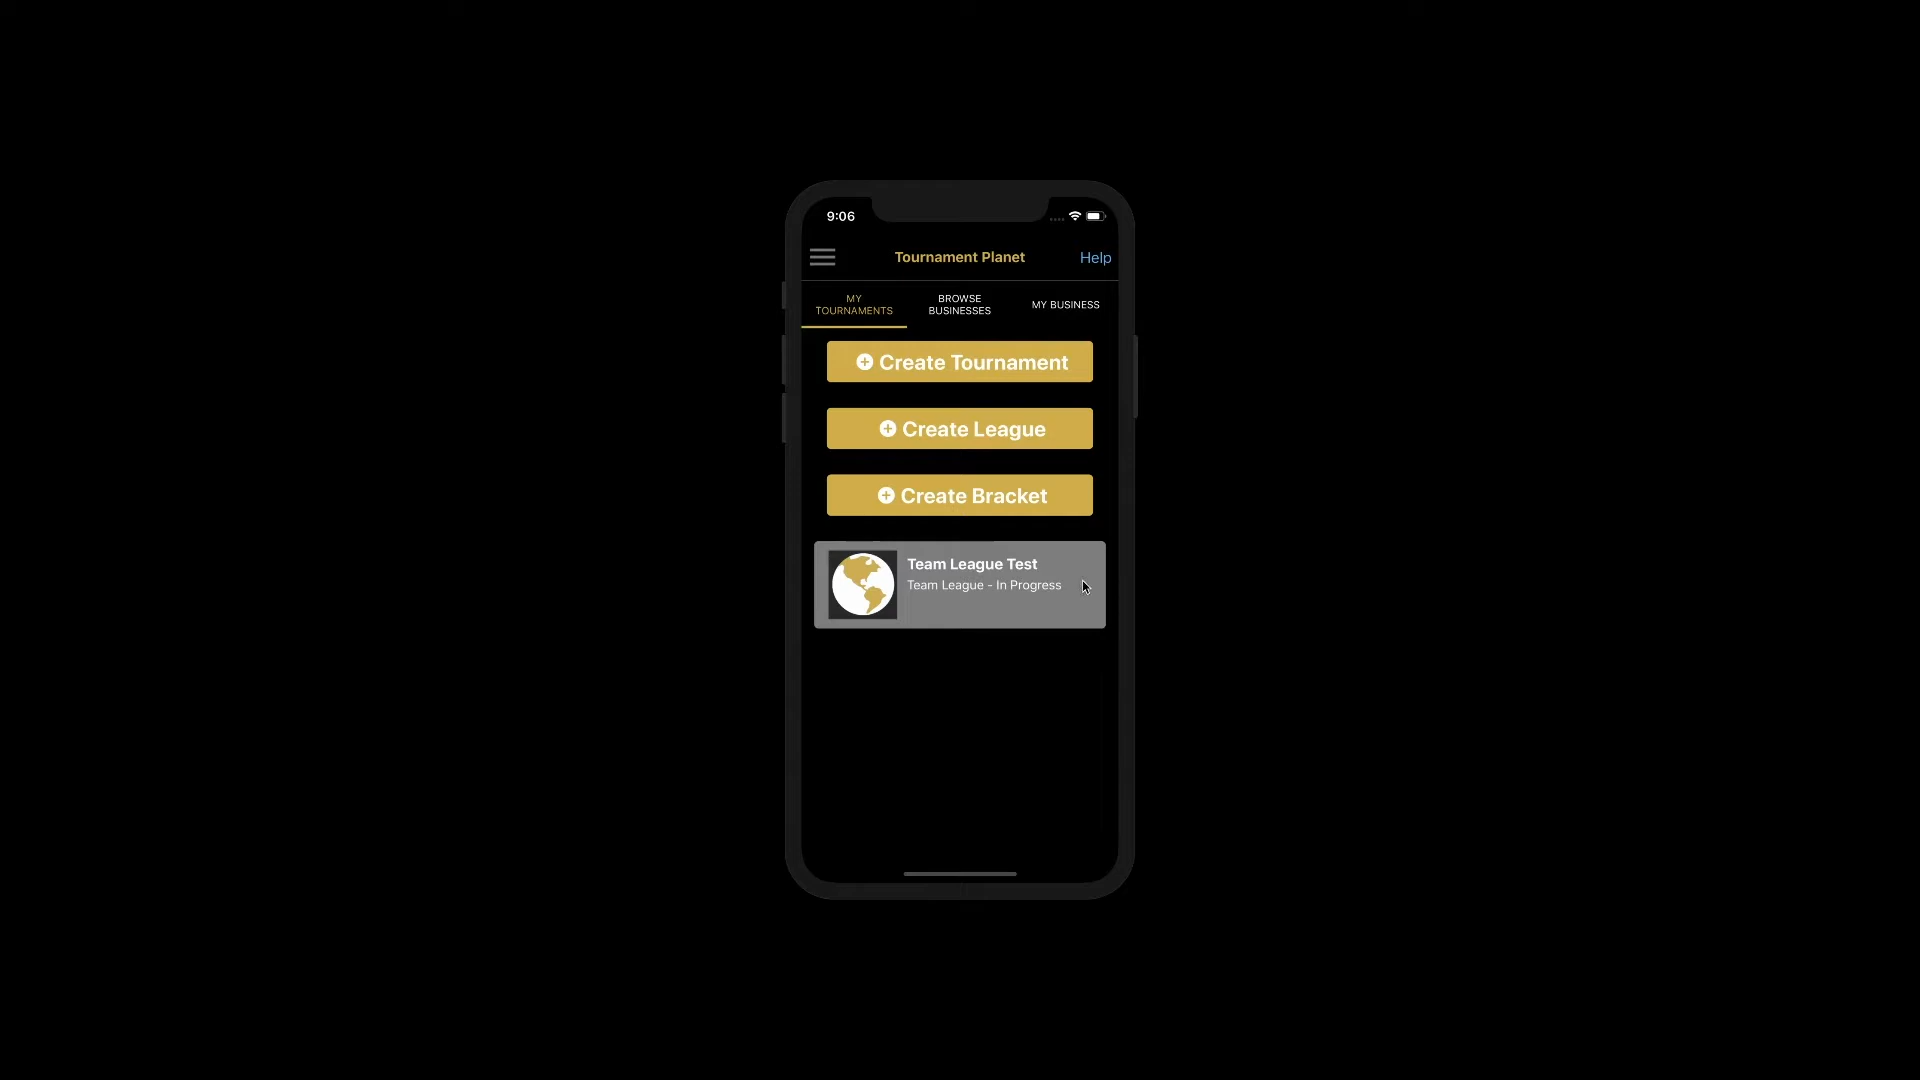 9:06
Tournament Planet
Help
MY
TOURNAMENTS
BROWSE
BUSINESSES
MY BUSINESS
Create Tournament
Create League
Create Bracket
Team League Test
Team League - In Progress